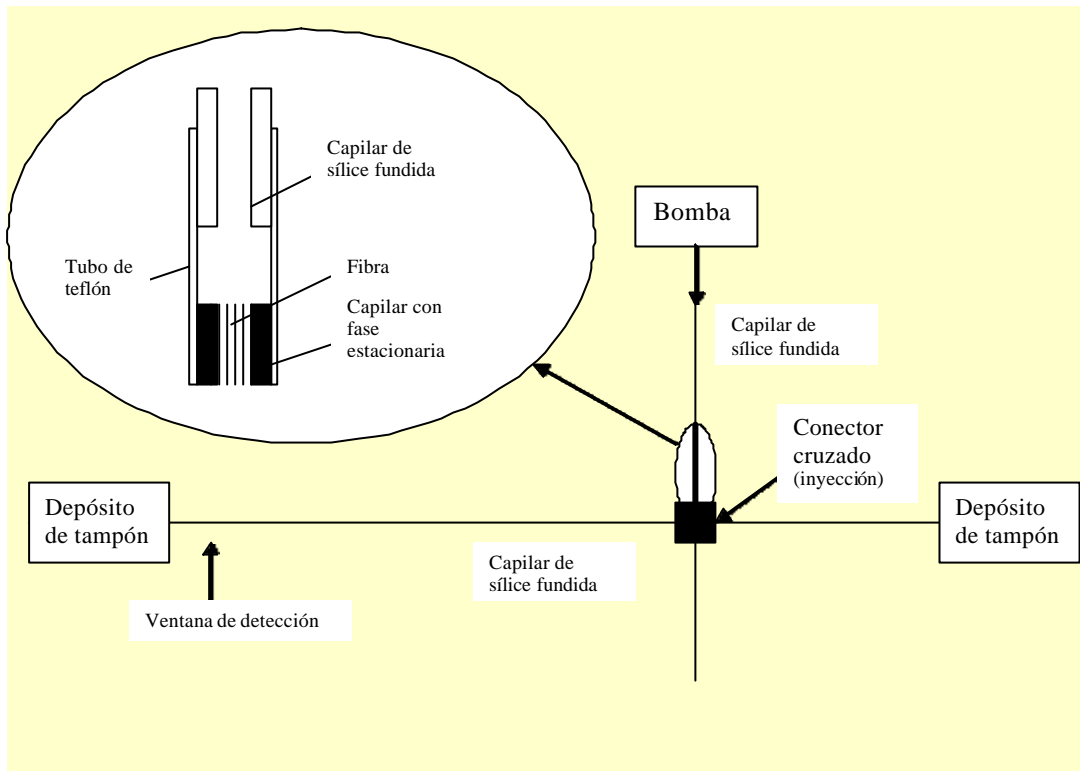 Capilar de
sílice fundida
Tubo de
teflón
Fibra
Capilar con
fase
estacionaria
Bomba
Capilar de
sílice fundida
Conector
cruzado
(inyección)
Depósito
de tampón
Depósito
de tampón
Capilar de
sílice fundida
Ventana de detección